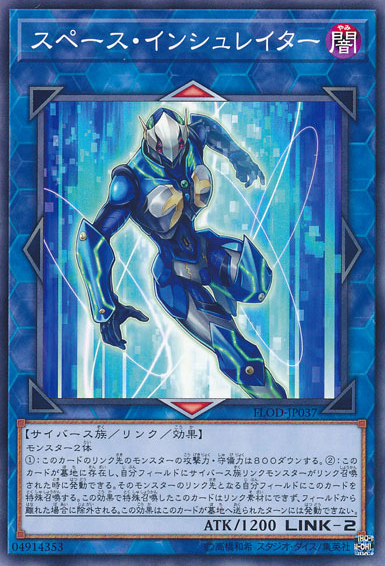 スペース・インシュレイター
闇
FLOD-JP037
【サイバース族／リンク／効果】
モンスター２体
①：このカードのリンク先のモンスターの攻撃力・守備力は８００ダウンする。②：このカードが墓地に存在し、自分フィールドにサイバース族リンクモンスターがリンク召喚された時に発動できる。そのモンスターのリンク先となる自分フィールドにこのカードを特殊召喚する。この効果で特殊召喚したこのカードはリンク素材にできず、フィールドから離れた場合に除外される。この効果はこのカードが墓地へ送られたターンには発動できない。
ATK/1200 LINK-2
04914353
©高橋和希 スタジオ・ダイス/集英社